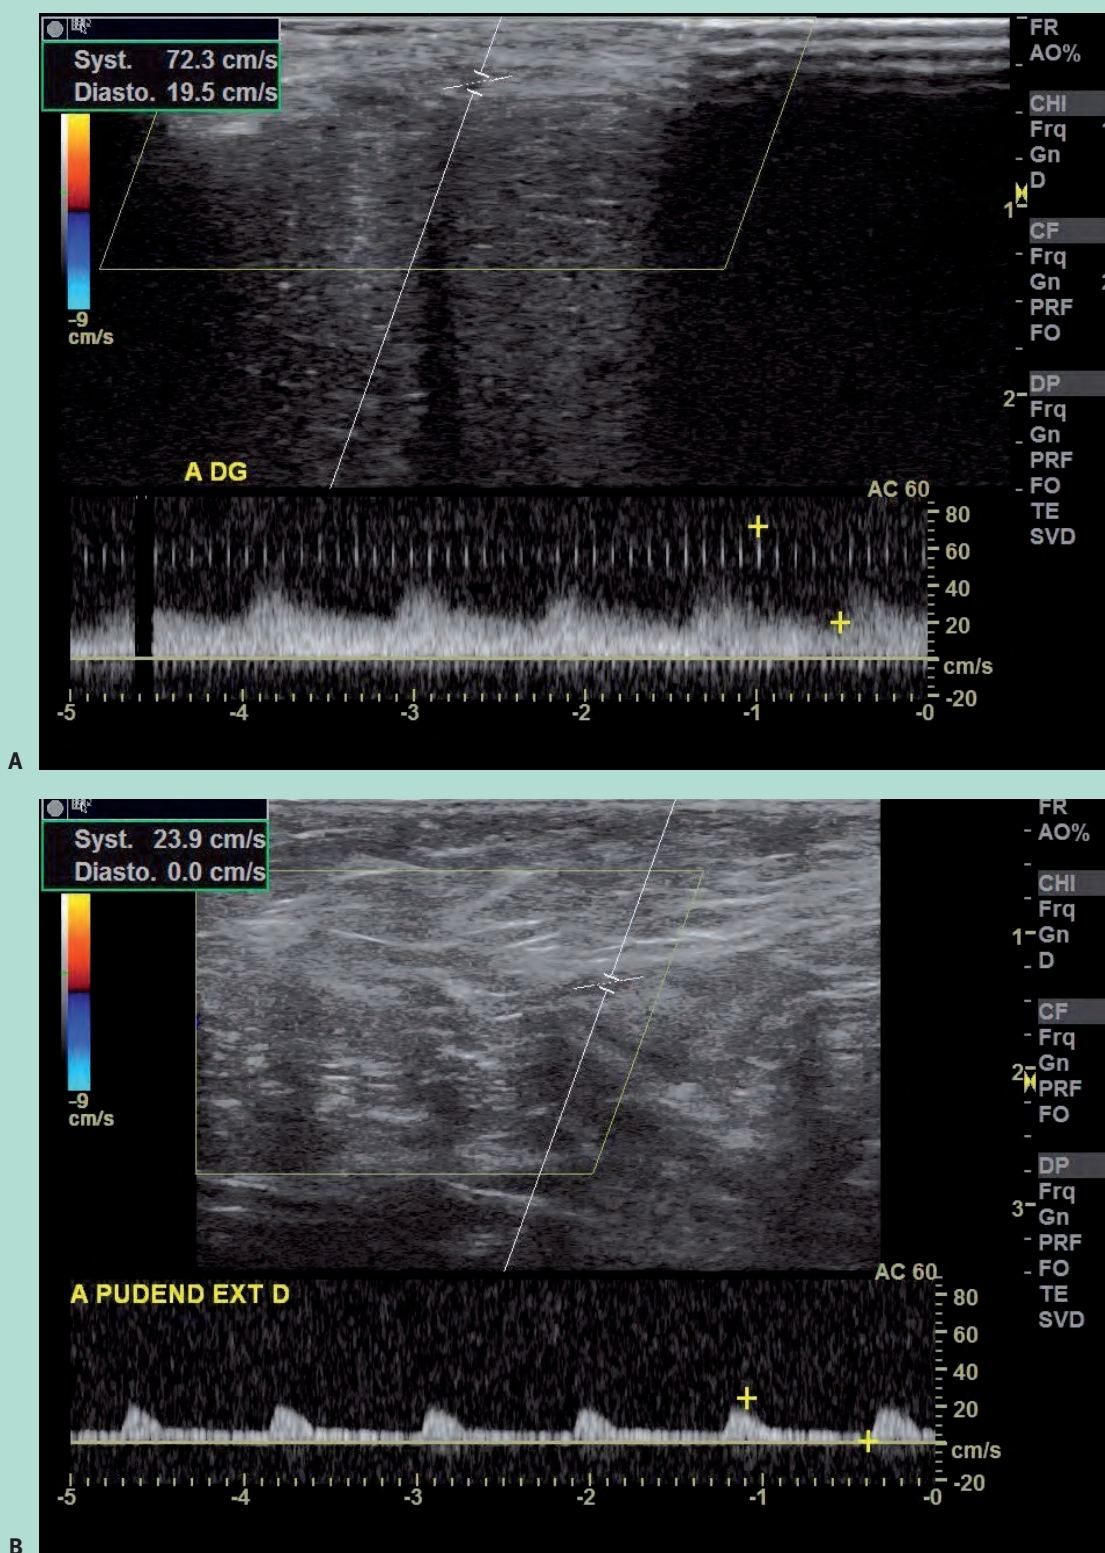 Syst. 72.3 cm/s
Diasto. 19.5 cm/s
FR
AO%
CHI
Frq
Gn
D
1
CF
Frq
Gn
PRF
FO
-9
cm/s
DP
2
Frq
Gn
PRF
FO
TE
SVD
A DG
AC 60
80
60
40
20
cm/s
-20
-5 -4 -3 -2 -1 -0
A
Syst. 23.9 cm/s
Diasto. 0.0 cm/s
FR
AO%
CHI
Frq
1
Gn
D
CF
Frq
Gn
2
PRF
FO
-9
cm/s
DP
Frq
3
Gn
PRF
FO
TE
SVD
A PUDEND EXT D
AC 60
80
60
40
20
cm/s
-20
-5 -4 -3 -2 -1 -0
B